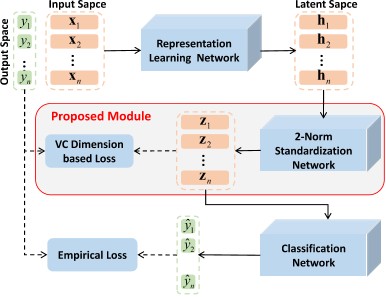 Input Sapce
Latent Sapce
Output Space
y1
y2
yn
x1
x2
xn
Representation
Learning Network
h1
h2
hn
Proposed Module
VC Dimension
based Loss
z1
z2
zn
2-Norm
Standardization
Network
Empirical Loss
ŷ1
ŷ2
ŷn
Classification
Network